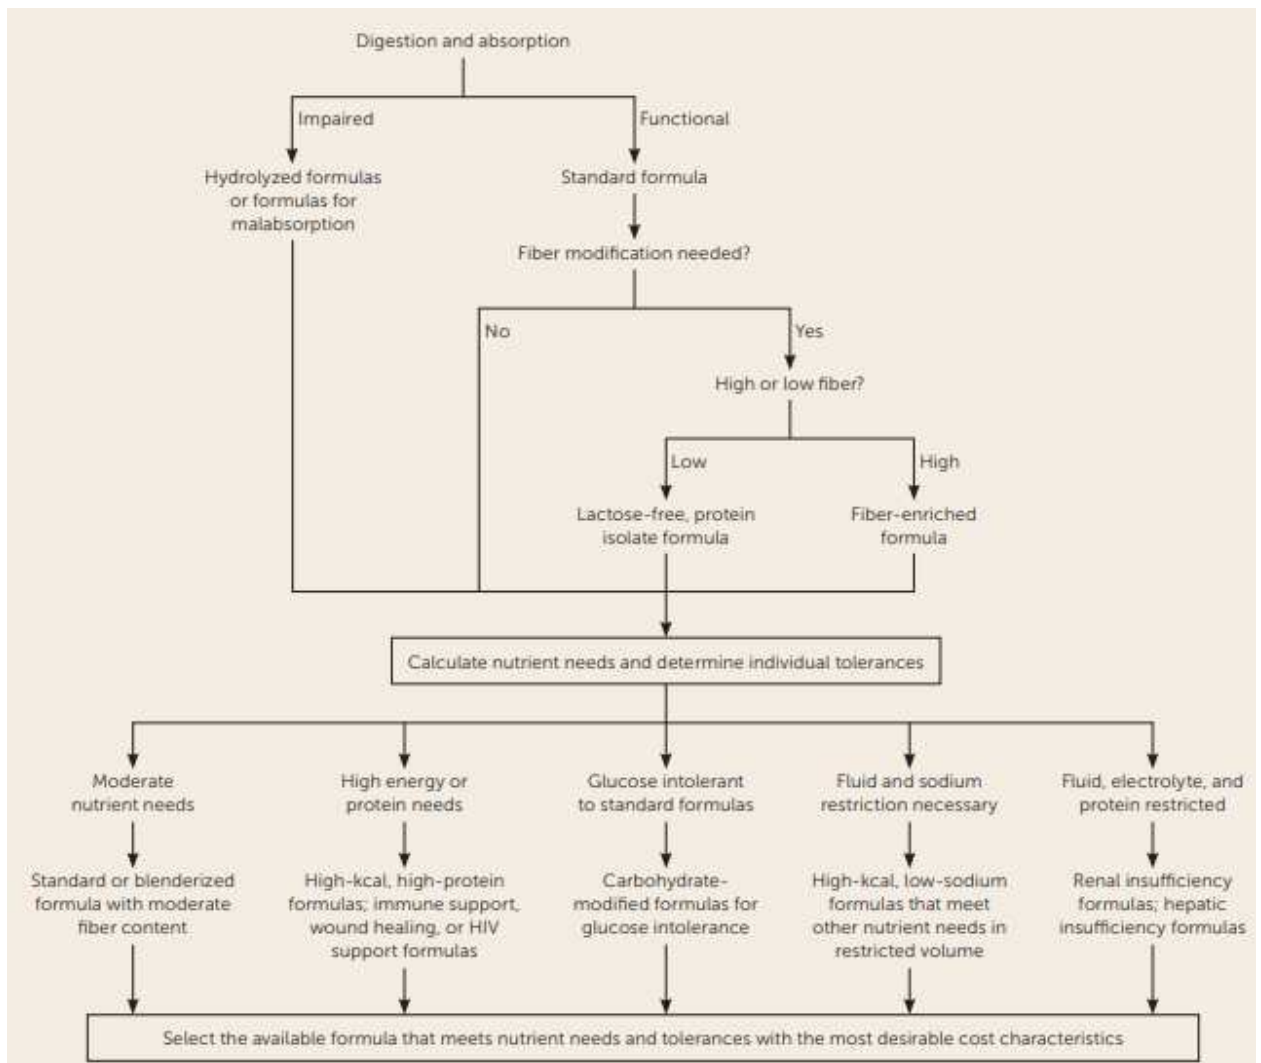 Digestion and absorption
Impaired
Functional
Hydrolyzed formulas
or formulas for
malabsorption
Standard formula
Fiber modification needed?
No
Yes
High or low fiber?
Low
High
Lactose-free, protein
isolate formula
Fiber-enriched
formula
Calculate nutrient needs and determine individual tolerances
Moderate
nutrient needs
High energy or
protein needs
Glucose intolerant
to standard formulas
Fluid and sodium
restriction necessary
Fluid, electrolyte, and
protein restricted
Standard or blenderized
formula with moderate
fiber content
High-kcal, high-protein
formulas; immune support,
wound healing, or HIV
support formulas
Carbohydrate-
modified formulas for
glucose intolerance
High-kcal, low-sodium
formulas that meet
other nutrient needs in
restricted volume
Renal insufficiency
formulas; hepatic
insufficiency formulas
Select the available formula that meets nutrient needs and tolerances with the most desirable cost characteristics